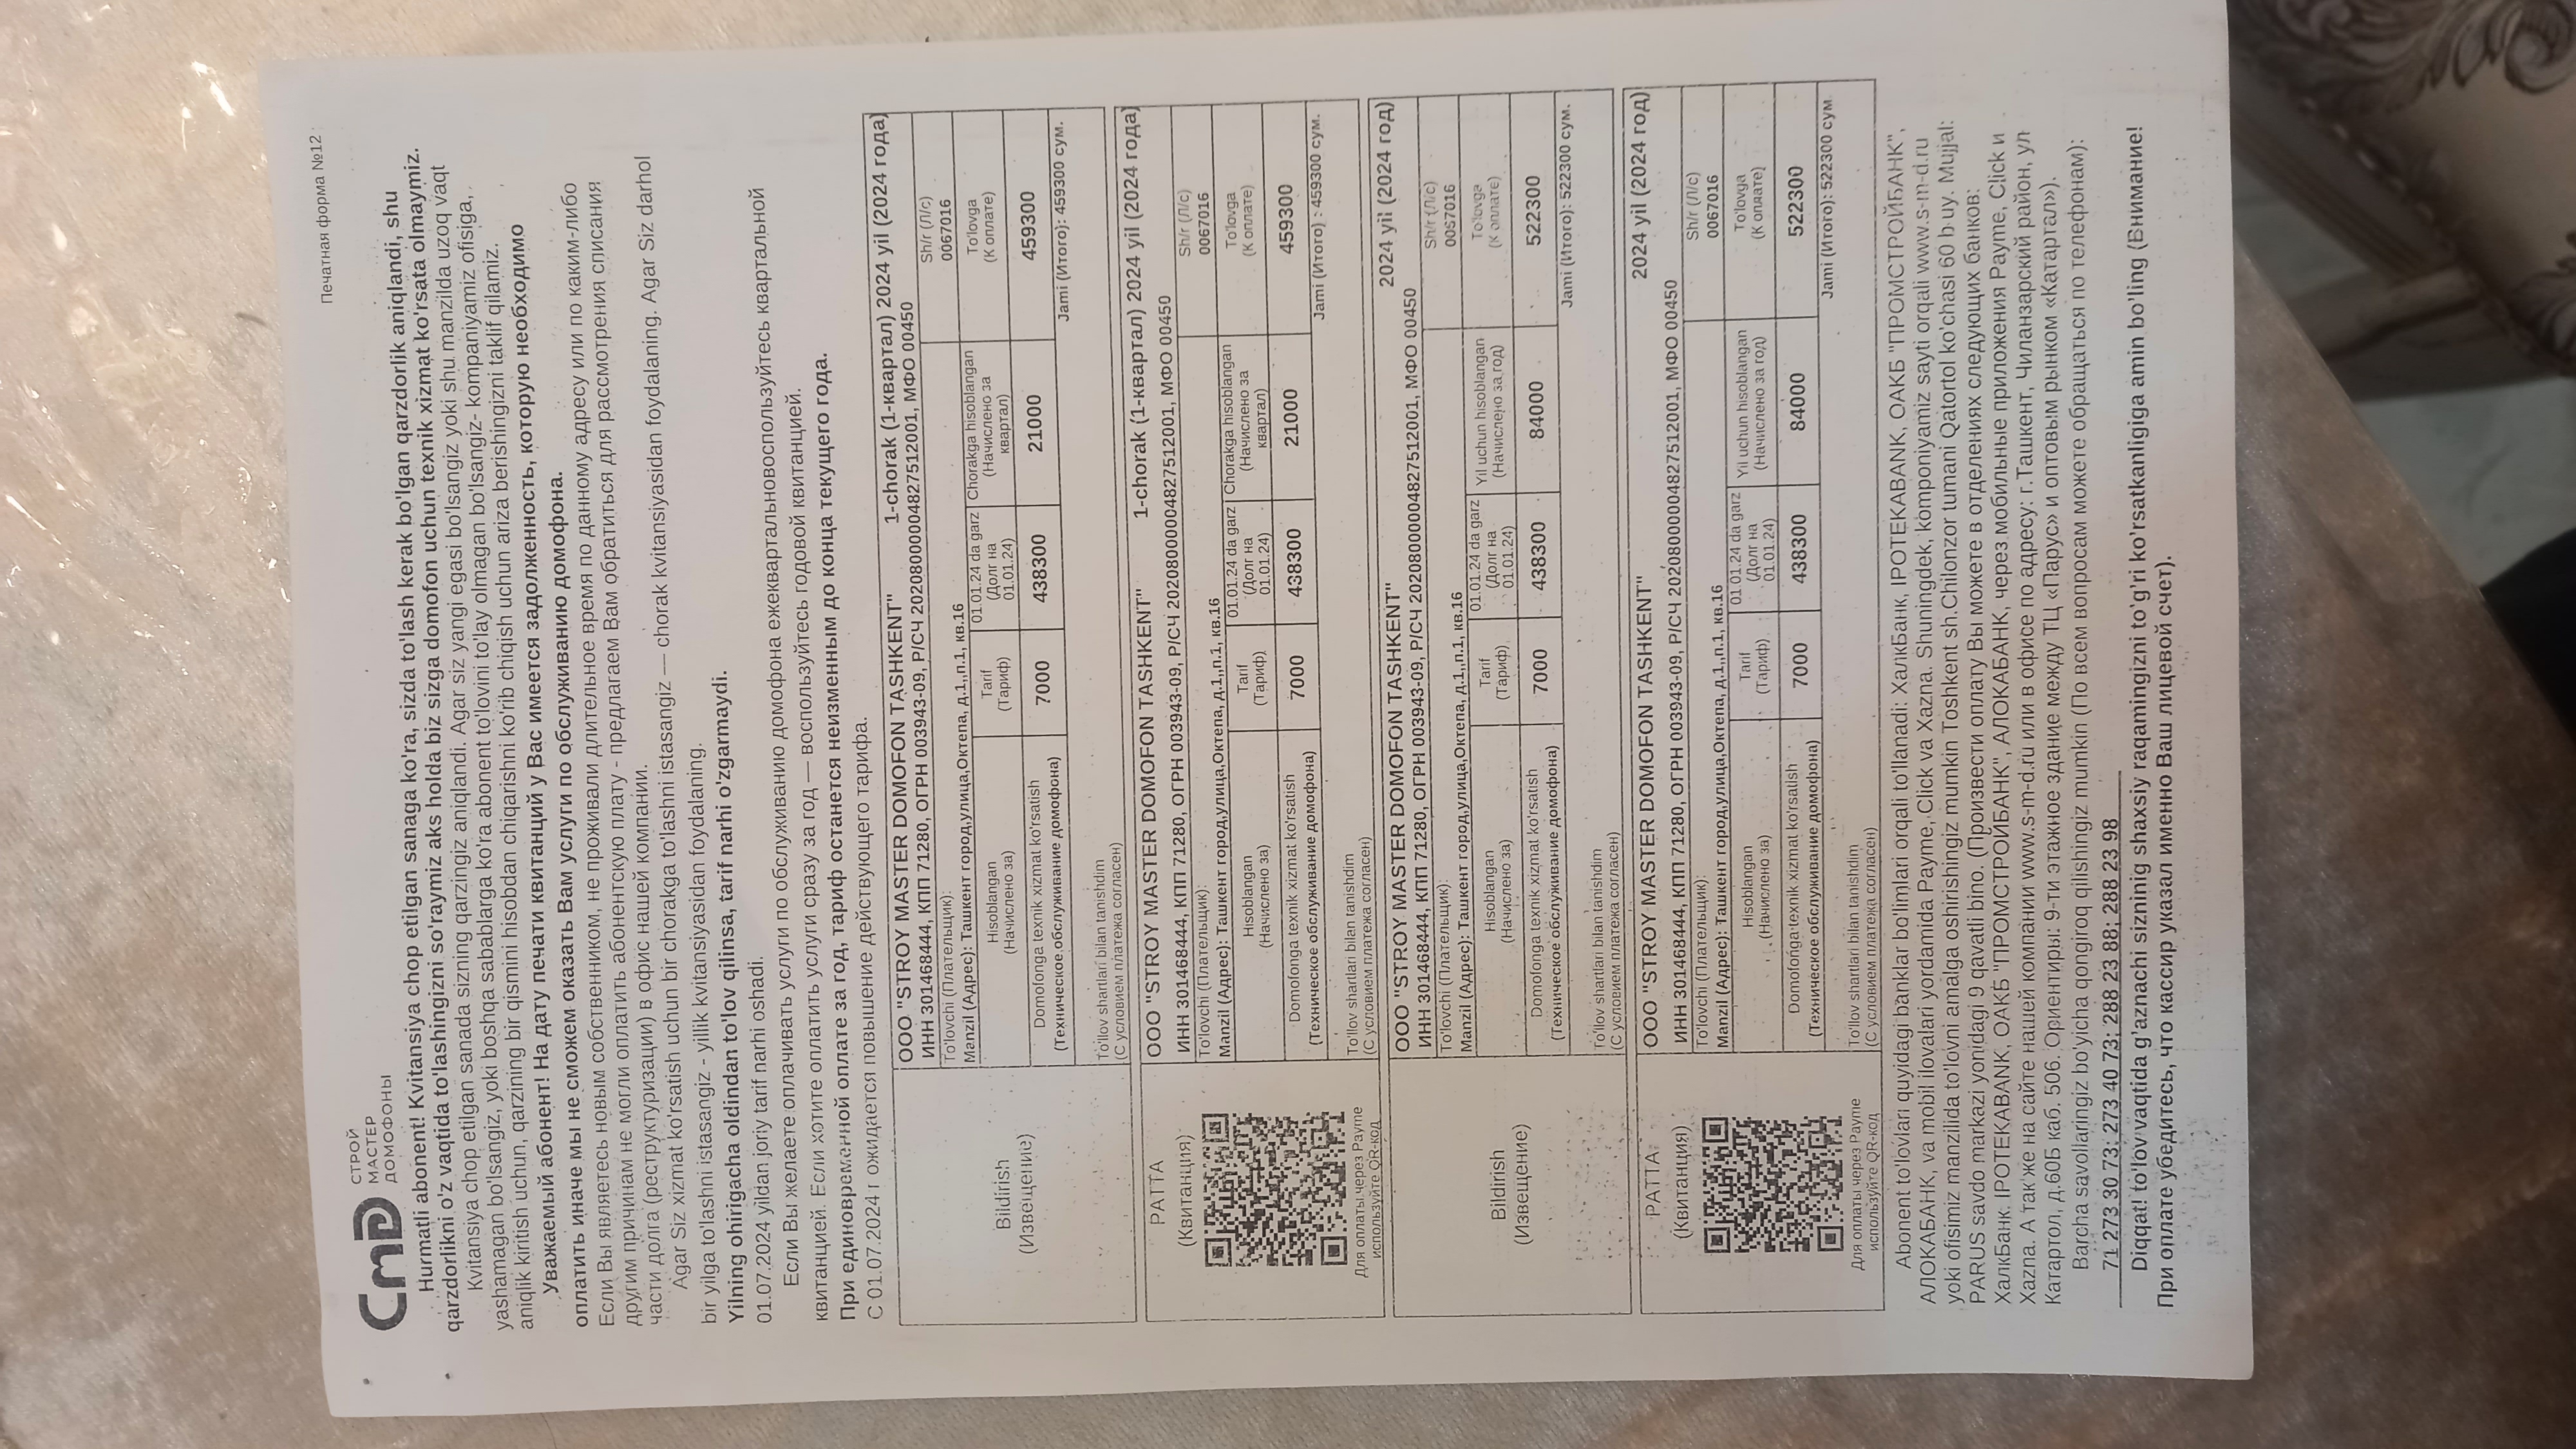 Печатная форма №12
СМД
СТРОЙ
МАСТЕР
ДОМОФОНЫ
Hurmatli abonent! Kvitansiya chop etilgan sanaga ko'ra, sizda to'lash kerak bo'lgan qarzdorlik aniqlandi, shu
qarzdorlikni o'z vaqtida to'lashingizni so'raymiz aks holda biz sizga domofon uchun texnik xizmat ko'rsata olmaymiz.
Kvitansiya chop etilgan sanada sizning qarzingiz aniqlandi. Agar siz yangi egasi bo'lsangiz yoki shu manzilda uzoq vaqt
yashamagan bo'lsangiz, yoki boshqa sabablarga ko'ra abonent to'lovini to'lay olmagan bo'lsangiz- kompaniyamiz ofisiga,
aniqlik kiritish uchun, qarzining bir qismini hisobdan chiqarishni ko'rib chiqish uchun ariza berishingizni taklif qilamiz.
Уважаемый абонент! На дату печати квитанций у Вас имеется задолженность, которую необходимо
оплатить иначе мы не сможем оказать Вам услуги по обслуживанию домофона.
Если Вы являетесь новым собственником, не проживали длительное время по данному адресу или по каким-либо
другим причинам не могли оплатить абонентскую плату - предлагаем Вам обратиться для рассмотрения списания
части долга (реструктуризации) в офис нашей компании.
Agar Siz xizmat ko'rsatish uchun bir chorakga to'lashni istasangiz — chorak kvitansiyasidan foydalaning. Agar Siz darhol
bir yilga to'lashni istasangiz - yillik kvitansiyasidan foydalaning.
Yilning ohirigacha oldindan to'lov qilinsa, tarif narhi o'zgarmaydi.
01.07.2024 yildan joriy tarif narhi oshadi.
Если Вы желаете оплачивать услуги по обслуживанию домофона ежеквартальновоспользуйтесь квартальной
квитанцией. Если хотите оплатить услуги сразу за год — воспользуйтесь годовой квитанцией.
При единовременной оплате за год, тариф останется неизменным до конца текущего года.
С 01.07.2024 г ожидается повышение действующего тарифа.
Bildirish
(Извещение)
ООО "STROY MASTER DOMOFON TASHKENT" 1-chorak (1-квартал) 2024 yil (2024 года)
ИНН 301468444, КПП 71280, ОГРН 003943-09, Р/СЧ 20208000004827512001, МФО 00450
To'lovchi (Плательщик):
Sh/r (Л/с)
0067016
Manzil (Адрес): Ташкент город,улица,Октепа, д.1,,п.1, кв.16
Hisoblangan
(Начислено за)
Tarif
(Тариф)
01.01.24 da garz
(Долг на
01.01.24)
Chorakga hisoblangan
(Начислено за
квартал)
To'lovga
(К оплате)
Domofonga texnik xizmat ko'rsatish
(Техническое обслуживание домофона)
7000 438300 21000 459300
Jami (Итого): 459300 сум.
To'llov shartlari bilan tanishdim
(С условием платежа согласен)
PATTA
(Квитанция)
Для оплаты через Payme
используйте QR-код
ООО "STROY MASTER DOMOFON TASHKENT" 1-chorak (1-квартал) 2024 yil (2024 года)
ИНН 301468444, КПП 71280, ОГРН 003943-09, Р/СЧ 20208000004827512001, МФО 00450
To'lovchi (Плательщик):
Sh/r (Л/с)
0067016
Manzil (Адрес): Ташкент город,улица,Октепа, д.1,,п.1, кв.16
Hisoblangan
(Начислено за)
Tarif
(Тариф)
01.01.24 da garz
(Долг на
01.01.24)
Chorakga hisoblangan
(Начислено за
квартал)
To'lovga
(К оплате)
Domofonga texnik xizmat ko'rsatish
(Техническое обслуживание домофона)
7000 438300 21000 459300
Jami (Итого) : 459300 сум.
To'llov shartlari bilan tanishdim
(С условием платежа согласен)
Bildirish
(Извещение)
ООО "STROY MASTER DOMOFON TASHKENT" 2024 yil (2024 год)
ИНН 301468444, КПП 71280, ОГРН 003943-09, Р/СЧ 20208000004827512001, МФО 00450
To'lovchi (Плательщик):
Sh/r (Л/с)
0067016
Manzil (Адрес): Ташкент город,улица,Октепа, д.1,,п.1, кв.16
Hisoblangan
(Начислено за)
Tarif
(Тариф)
01.01.24 da garz
(Долг на
01.01.24)
Yil uchun hisoblangan
(Начислено за год)
To'lovga
(К оплате)
Domofonga texnik xizmat ko'rsatish
(Техническое обслуживание домофона)
7000 438300 84000 522300
Jami (Итого): 522300 сум.
To'llov shartlari bilan tanishdim
(С условием платежа согласен)
PATTA
(Квитанция)
Для оплаты через Payme
используйте QR-код
ООО "STROY MASTER DOMOFON TASHKENT" 2024 yil (2024 год)
ИНН 301468444, КПП 71280, ОГРН 003943-09, Р/СЧ 20208000004827512001, МФО 00450
To'lovchi (Плательщик):
Sh/r (Л/с)
0067016
Manzil (Адрес): Ташкент город,улица,Октепа, д.1,,п.1, кв.16
Hisoblangan
(Начислено за)
Tarif
(Тариф)
01.01.24 da garz
(Долг на
01.01.24)
Yil uchun hisoblangan
(Начислено за год)
To'lovga
(К оплате)
Domofonga texnik xizmat ko'rsatish
(Техническое обслуживание домофона)
7000 438300 84000 522300
Jami (Итого): 522300 сум
To'llov shartlari bilan tanishdim
(С условием платежа согласен)
Abonent to'lovlari quyidagi banklar bo'limlari orqali to'llanadi: ХалкБанк, IPOTEKABANK, ОАКБ "ПРОМСТРОЙБАНК",
АЛОКАБАНК, va mobil ilovalari yordamida Payme, Click va Xazna. Shuningdek, komponiyamiz sayti orqali www.s-m-d.ru
yoki ofisimiz manzilida to'lovni amalga oshirishingiz mumkin Toshkent sh.Chilonzor tumani Qatortol ko'chasi 60 b uy. Mujjal:
PARUS savdo markazi yonidagi 9 qavatli bino. (Произвести оплату Вы можете в отделениях следующих банков:
ХалкБанк. IPOTEKABANK, ОАКБ "ПРОМСТРОЙБАНК", АЛОКАБАНК, через мобильные приложения Payme, Click и
Xazna. А так же на сайте нашей компании www.s-m-d.ru или в офисе по адресу: г.Ташкент, Чиланзарский район, ул
Катартол, д.60Б каб. 506. Ориентиры: 9-ти этажное здание между ТЦ «Парус» и оптовым рынком «Катартал»).
Barcha savollaringiz bo'yicha qongiroq qilishingiz mumkin (По всем вопросам можете обращаться по телефонам):
71 273 30 73; 273 40 73; 288 23 88; 288 23 98
Diqqat! to'lov vaqtida g'aznachi sizninig shaxsiy raqamingizni to`g'ri ko'rsatkanligiga amin bo'ling (Внимание!
При оплате убедитесь, что кассир указал именно Ваш лицевой счет).